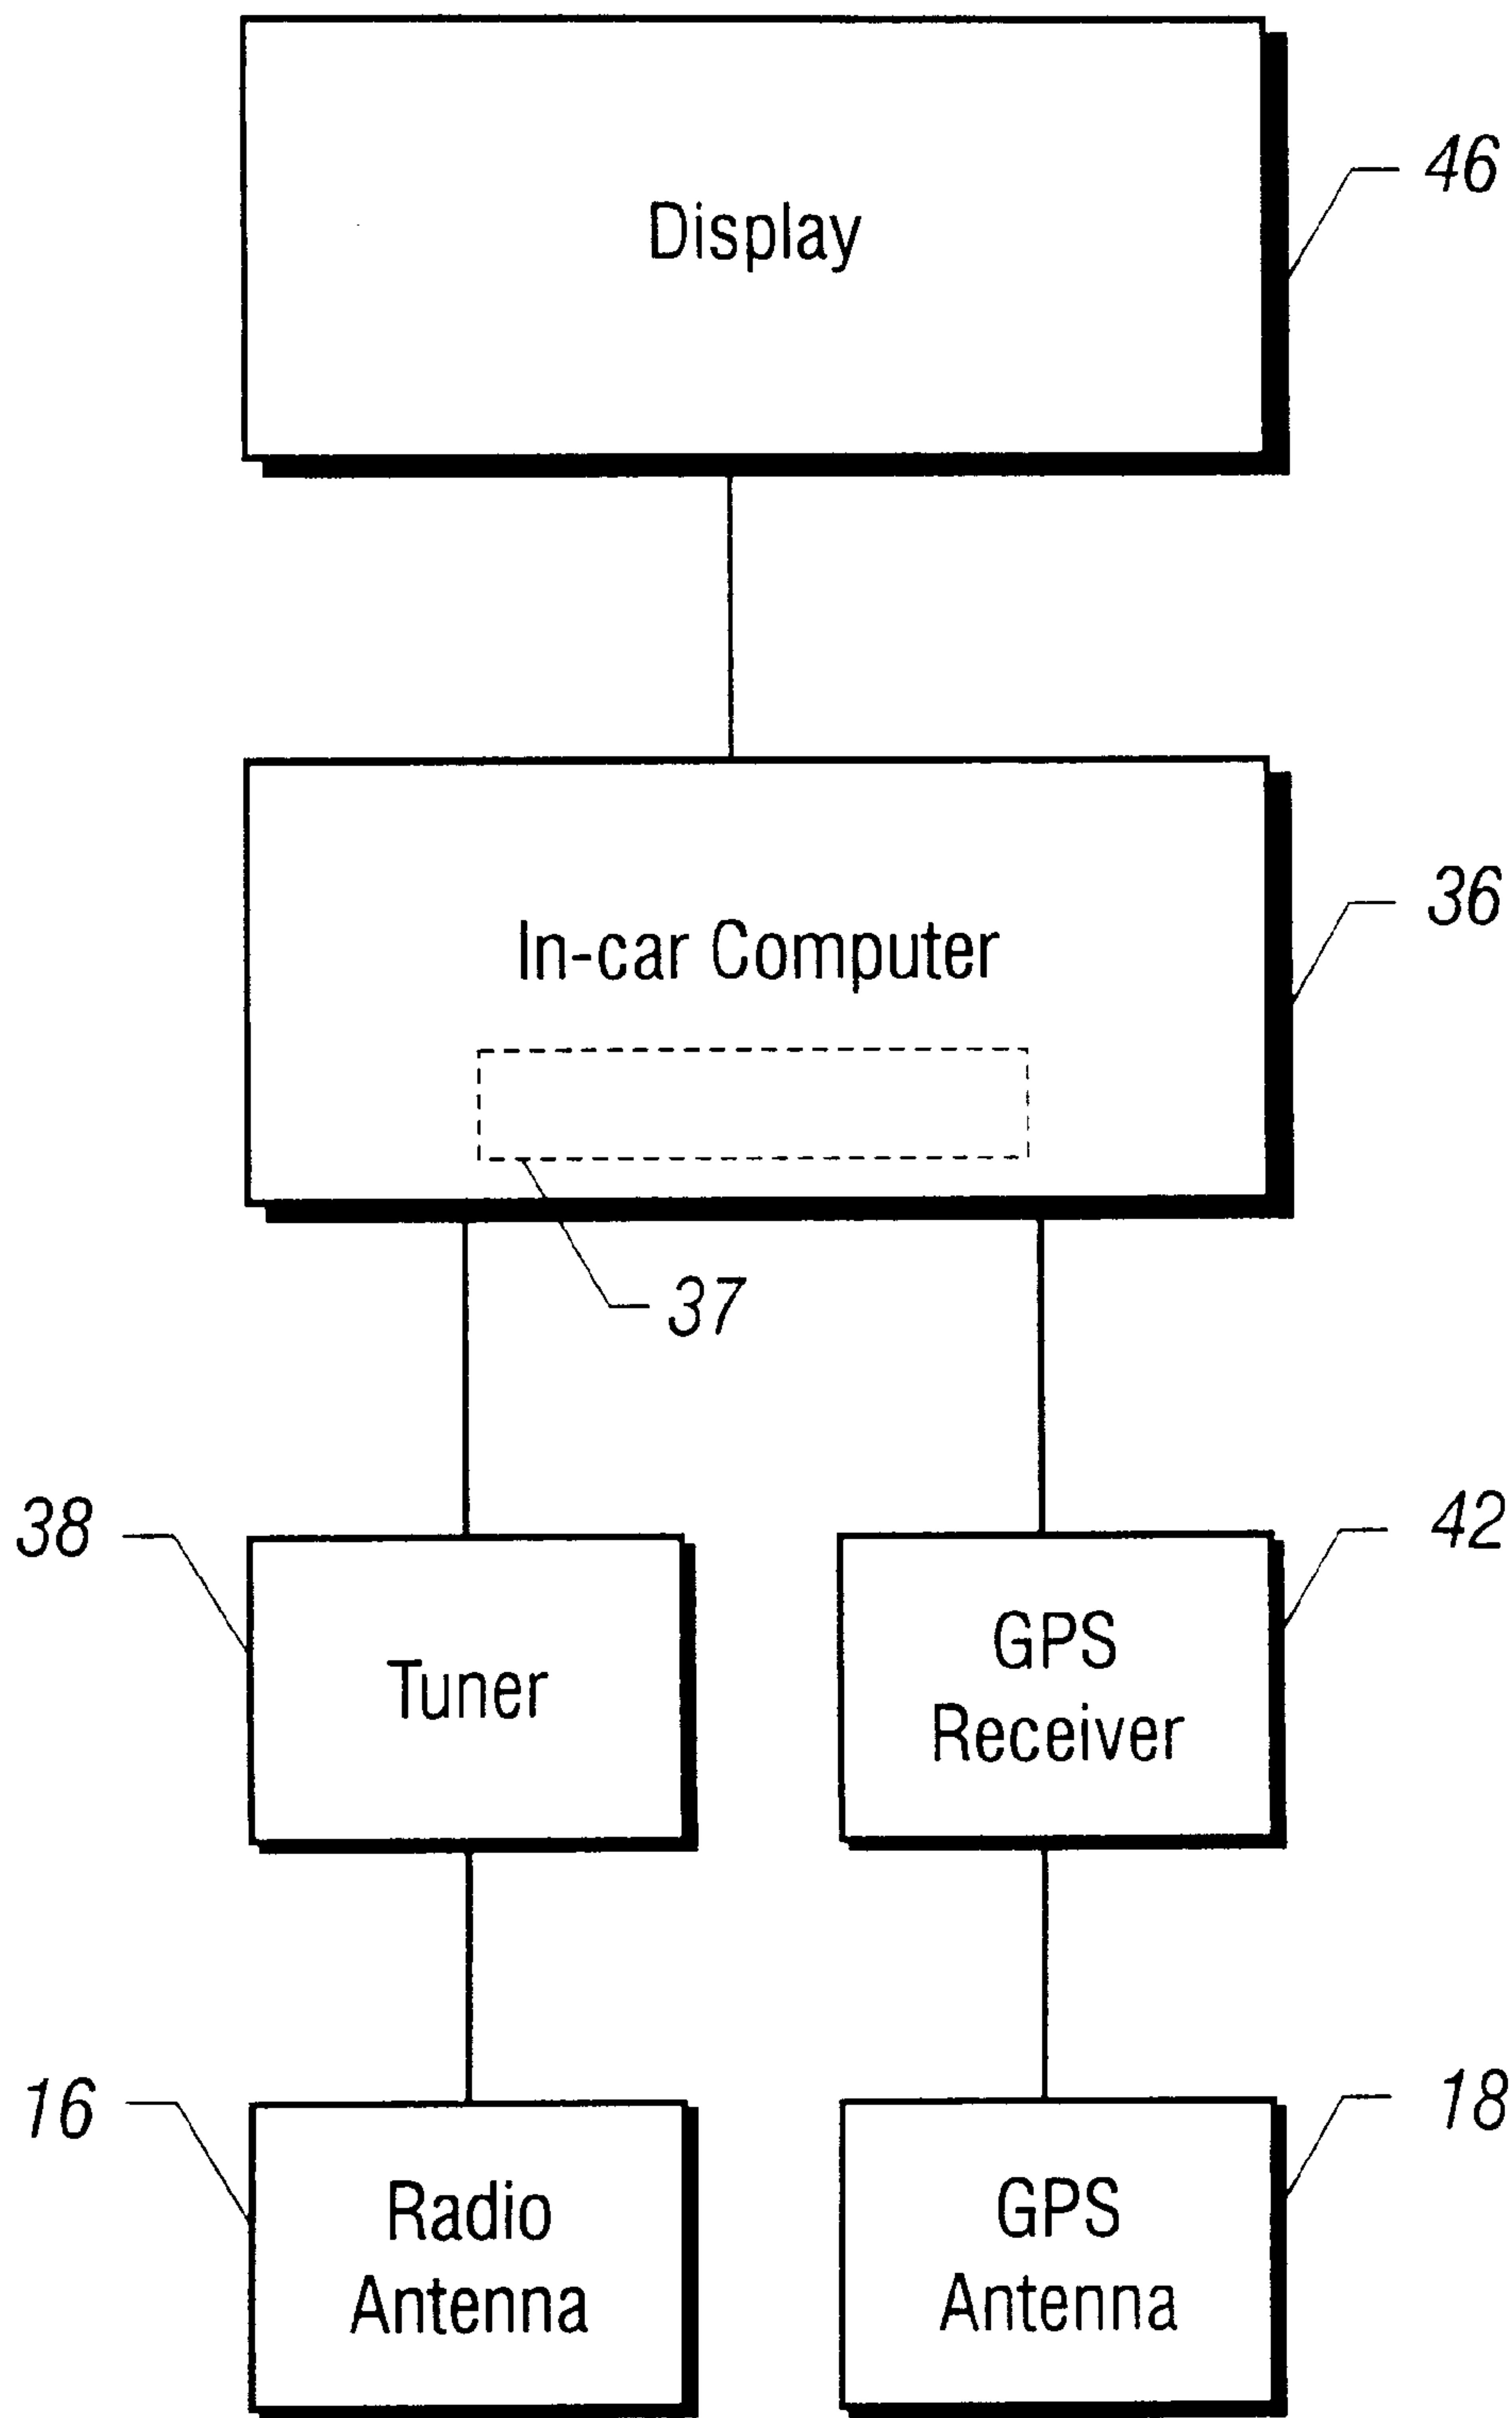 Display
46
In-car Computer
36
37
38
Tuner
GPS
Receiver
42
16
Radio
Antenna
GPS
Antenna
18